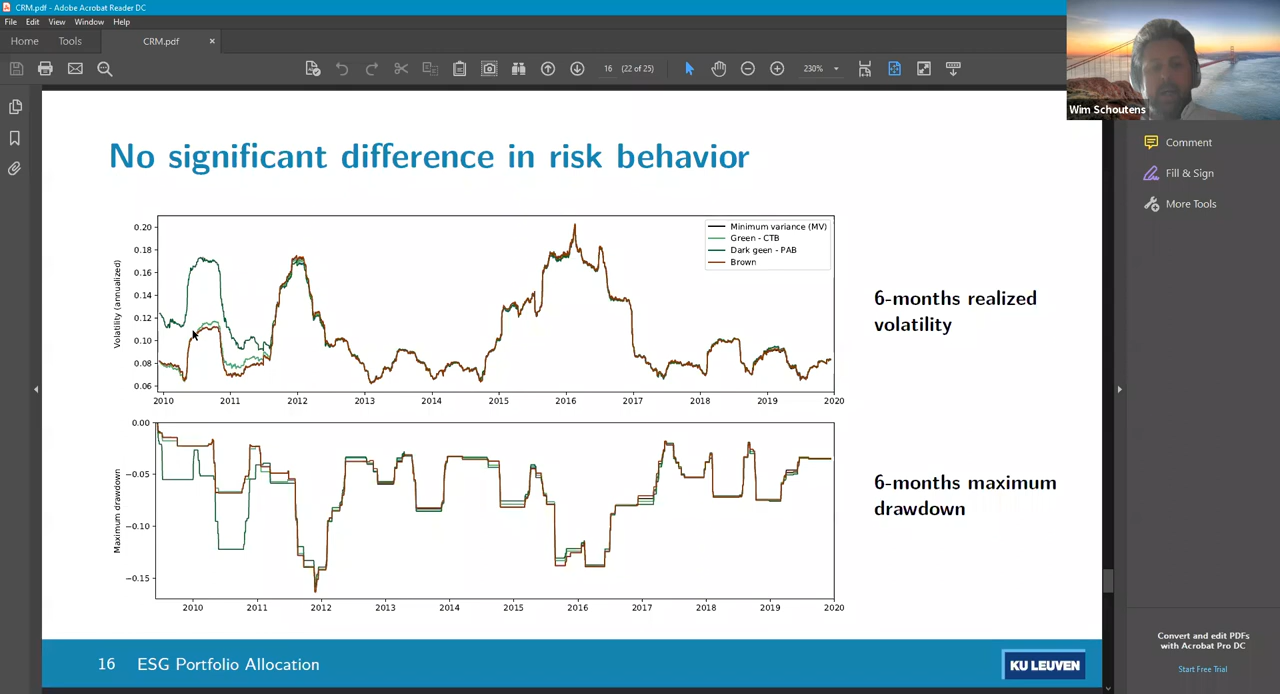 CRM.pdf - Adobe Acrobat Reader DC
File Edit View Window Help
Home Tools CRM.pdf ×
16 (22 of 25) 230%
Wim Schoutens
Comment
Fill & Sign
More Tools
No significant difference in risk behavior
Minimum variance (MV)
Green - CTB
Dark geen - PAB
Brown
Volatility (annualized)
0.20
0.18
0.16
0.14
0.12
0.10
0.08
0.06
2010 2011 2012 2013 2014 2015 2016 2017 2018 2019 2020
6-months realized
volatility
Maximum drawdown
0.00
−0.05
−0.10
−0.15
2010 2011 2012 2013 2014 2015 2016 2017 2018 2019 2020
6-months maximum
drawdown
16 ESG Portfolio Allocation
KU LEUVEN
Convert and edit PDFs
with Acrobat Pro DC
Start Free Trial